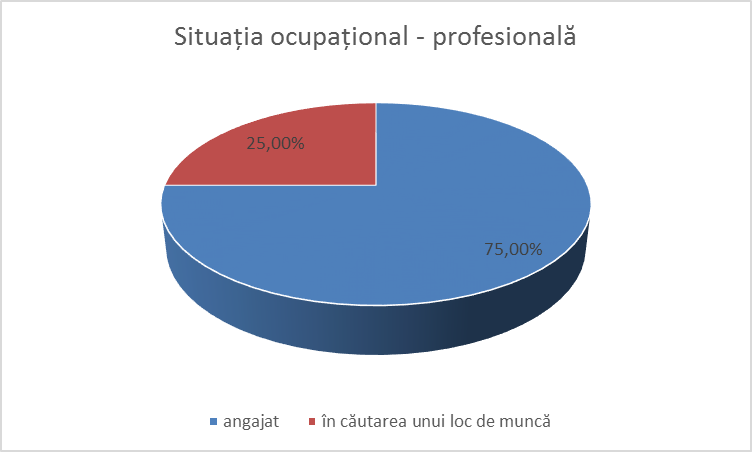 Situația ocupațional - profesională
25,00%
75,00%
angajat
în căutarea unui loc de muncă